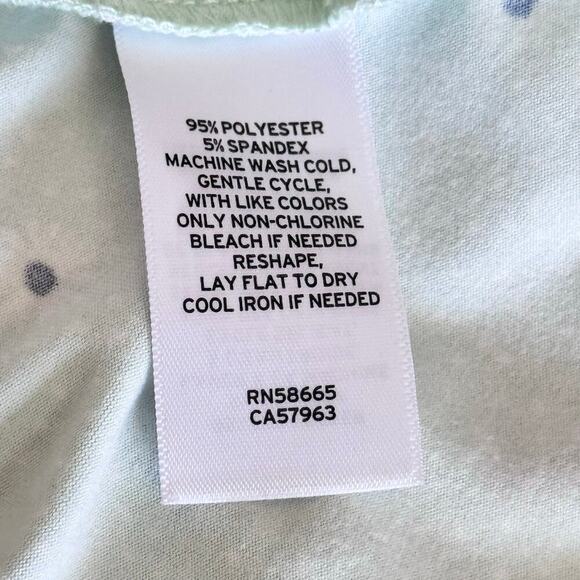 95% POLYESTER
5% SPANDEX
MACHINE WASH COLD,
GENTLE CYCLE,
WITH LIKE COLORS
ONLY NON-CHLORINE
BLEACH IF NEEDED
RESHAPE,
LAY FLAT TO DRY
COOL IRON IF NEEDED
RN58665
CA57963